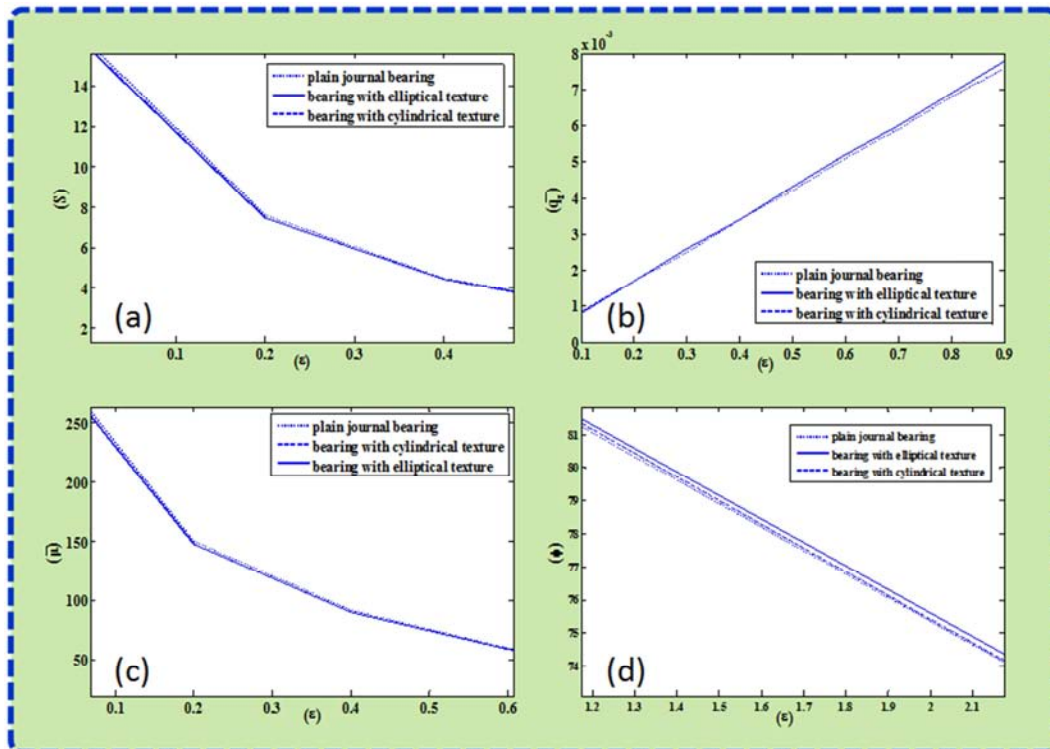 14
12
10
8
6
4
2
(S)
plain journal bearing
bearing with elliptical texture
bearing with cylindrical texture
(a)
0.1 0.2 0.3 0.4
(ε)
x 10⁻³
8
7
6
5
4
3
2
1
0
plain journal bearing
bearing with elliptical texture
bearing with cylindrical texture
(b)
0.1 0.2 0.3 0.4 0.5 0.6 0.7 0.8 0.9
(ε)
250
200
150
100
50
(μ̄)
plain journal bearing
bearing with cylindrical texture
bearing with elliptical texture
(c)
0.1 0.2 0.3 0.4 0.5 0.6
(ε)
81
80
79
78
77
76
75
74
(ϕ)
plain journal bearing
bearing with elliptical texture
bearing with cylindrical texture
(d)
1.2 1.3 1.4 1.5 1.6 1.7 1.8 1.9 2 2.1
(ε)